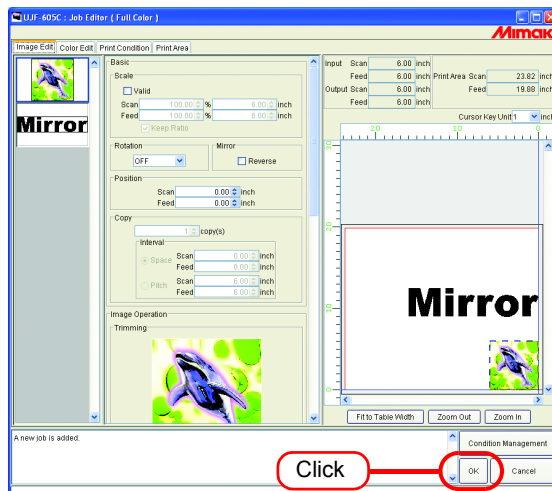 UJF-605C : Job Editor ( Full Color )
Mimaki
Image Edit Color Edit Print Condition Print Area
Mirror
Basic
Scale
Valid
Scan 100.00 % 6.00 inch
Feed 100.00 % 6.00 inch
Keep Ratio
Rotation
OFF
Mirror
Reverse
Position
Scan 0.00 inch
Feed 0.00 inch
Copy
1 copy(s)
Interval
Space Scan 0.00 inch
Feed 0.00 inch
Pitch Scan 6.00 inch
Feed 6.00 inch
Image Operation
Trimming
Input Scan 6.00 inch
Feed 6.00 inch Print Area Scan 23.82 inch
Output Scan 6.00 inch Feed 19.88 inch
Feed 6.00 inch
Cursor Key Unit 1 inch
20 10 0
30
20
10
0
Mirror
Fit to Table Width Zoom Out Zoom In
A new job is added.
Condition Management
Click
OK Cancel